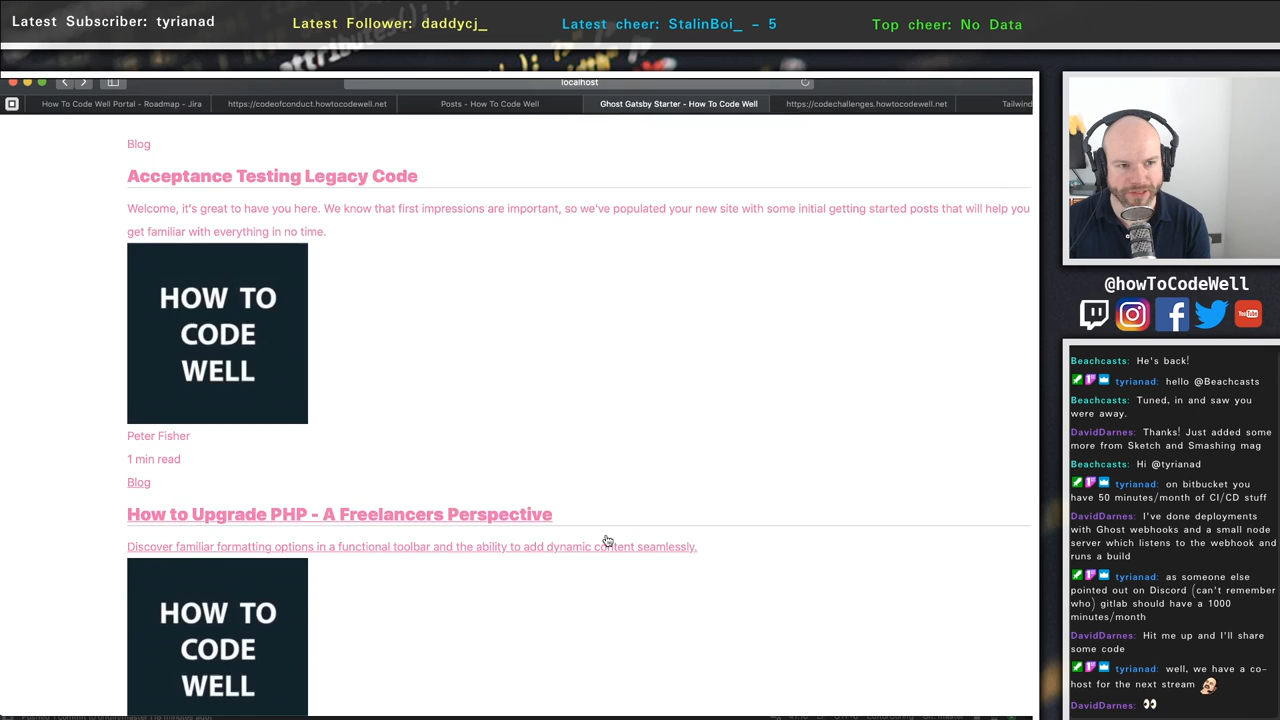 Latest Subscriber: tyrianad
Latest Follower: daddycj_
Latest cheer: StalinBoi_ - 5
Top cheer: No Data
attributes();
localhost
How To Code Well Portal - Roadmap - Jira
https://codeofconduct.howtocodewell.net
Posts - How To Code Well
Ghost Gatsby Starter - How To Code Well
https://codechallenges.howtocodewell.net
Tailwind
Blog
Acceptance Testing Legacy Code
Welcome, it's great to have you here. We know that first impressions are important, so we've populated your new site with some initial getting started posts that will help you
get familiar with everything in no time.
HOW TO
CODE
WELL
Peter Fisher
1 min read
Blog
How to Upgrade PHP - A Freelancers Perspective
Discover familiar formatting options in a functional toolbar and the ability to add dynamic content seamlessly.
HOW TO
CODE
WELL
@howToCodeWell
You Tube
Beachcasts: He's back!
tyrianad: hello @Beachcasts
Beachcasts: Tuned, in and saw you
were away.
DavidDarnes: Thanks! Just added some
more from Sketch and Smashing mag
Beachcasts: Hi @tyrianad
tyrianad: on bitbucket you
have 50 minutes/month of CI/CD stuff
DavidDarnes: I've done deployments
with Ghost webhooks and a small node
server which listens to the webhook and
runs a build
tyrianad: as someone else
pointed out on Discord (can't remember
who) gitlab should have a 1000
minutes/month
DavidDarnes: Hit me up and I'll share
some code
tyrianad: well, we have a co-
host for the next stream
DavidDarnes: